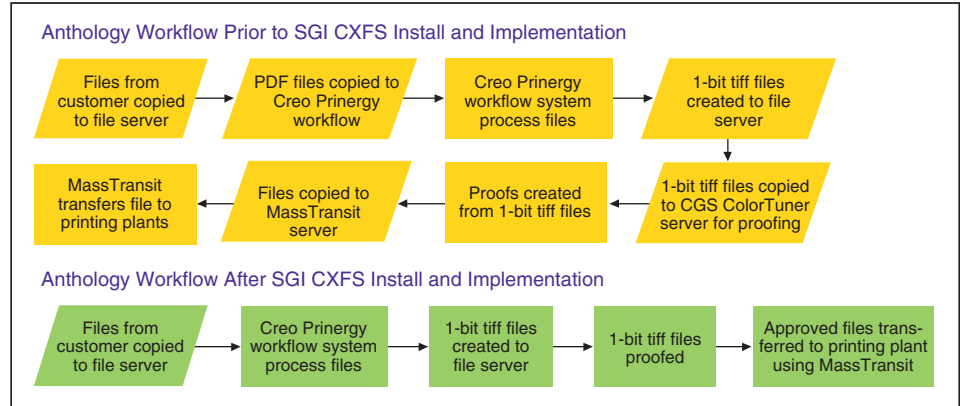 Anthology Workflow Prior to SGI CXFS Install and Implementation
Files from
customer copied
to file server
PDF files copied to
Creo Prinergy
workflow
Creo Prinergy
workflow system
process files
1-bit tiff files
created to file
server
1-bit tiff files copied
to CGS ColorTuner
server for proofing
Proofs created
from 1-bit tiff files
Files copied to
MassTransit
server
MassTransit
transfers file to
printing plants
Anthology Workflow After SGI CXFS Install and Implementation
Files from
customer copied
to file server
Creo Prinergy
workflow system
process files
1-bit tiff files
created to
file server
1-bit tiff files
proofed
Approved files trans-
ferred to printing plant
using MassTransit